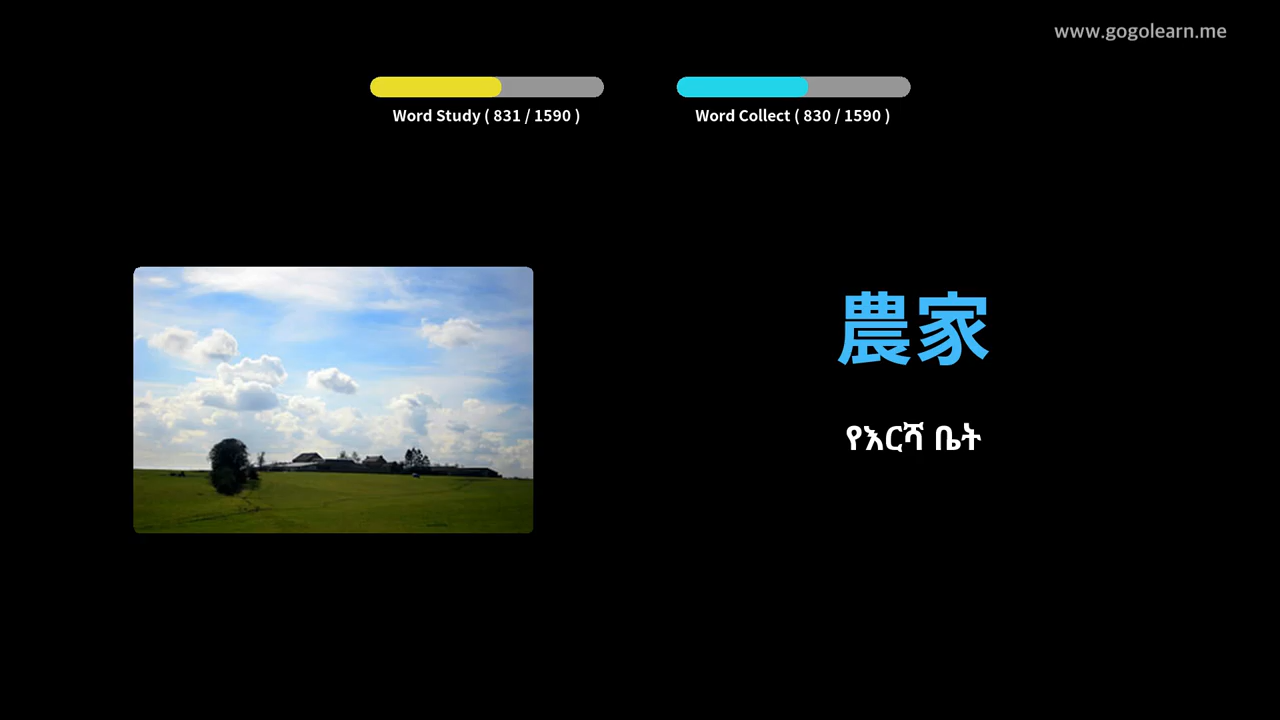 www.gogolearn.me
Word Study ( 831 / 1590 )
Word Collect ( 830 / 1590 )
農家
የእርሻ ቤት